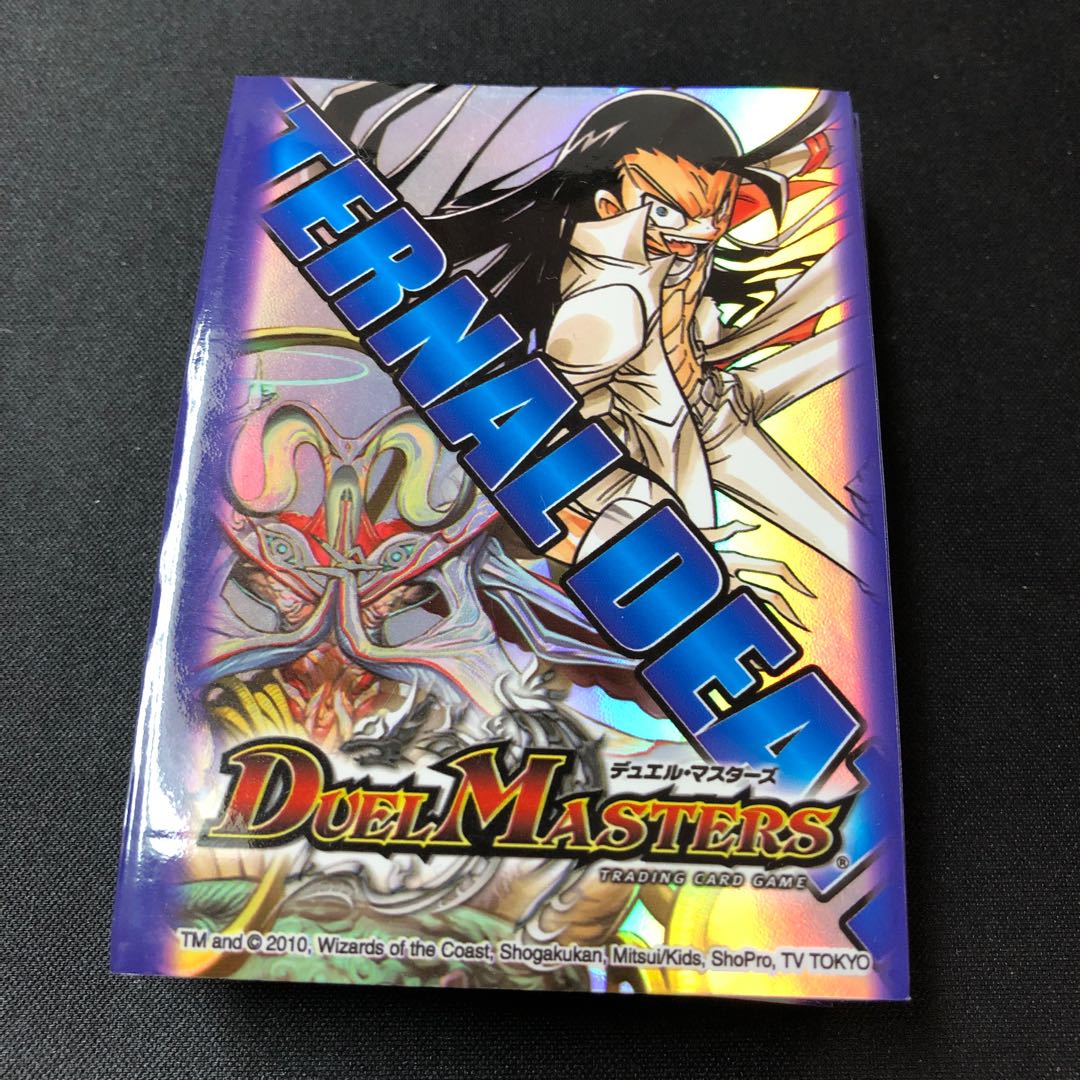 TERNAL DEA
デュエル・マスターズ
DUEL MASTERS®
TRADING CARD GAME
TM and © 2010, Wizards of the Coast, Shogakukan, Mitsui/Kids, ShoPro, TV TOKYO